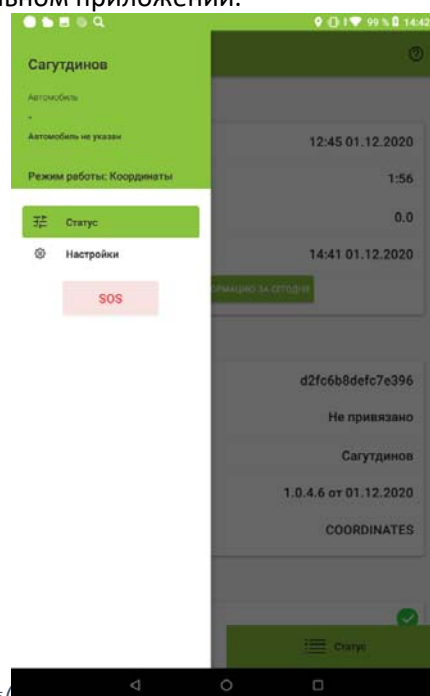 льном приложении.
99 % 14:42
Сагутдинов
Автомобиль
-
Автомобиль не указан
Режим работы: Координаты
Статус
Настройки
SOS
12:45 01.12.2020
1:56
0.0
14:41 01.12.2020
ОРМАЦИЮ ЗА СЕГОДНЯ
d2fc6b8defc7e396
Не привязано
Сагутдинов
1.0.4.6 от 01.12.2020
COORDINATES
Статус